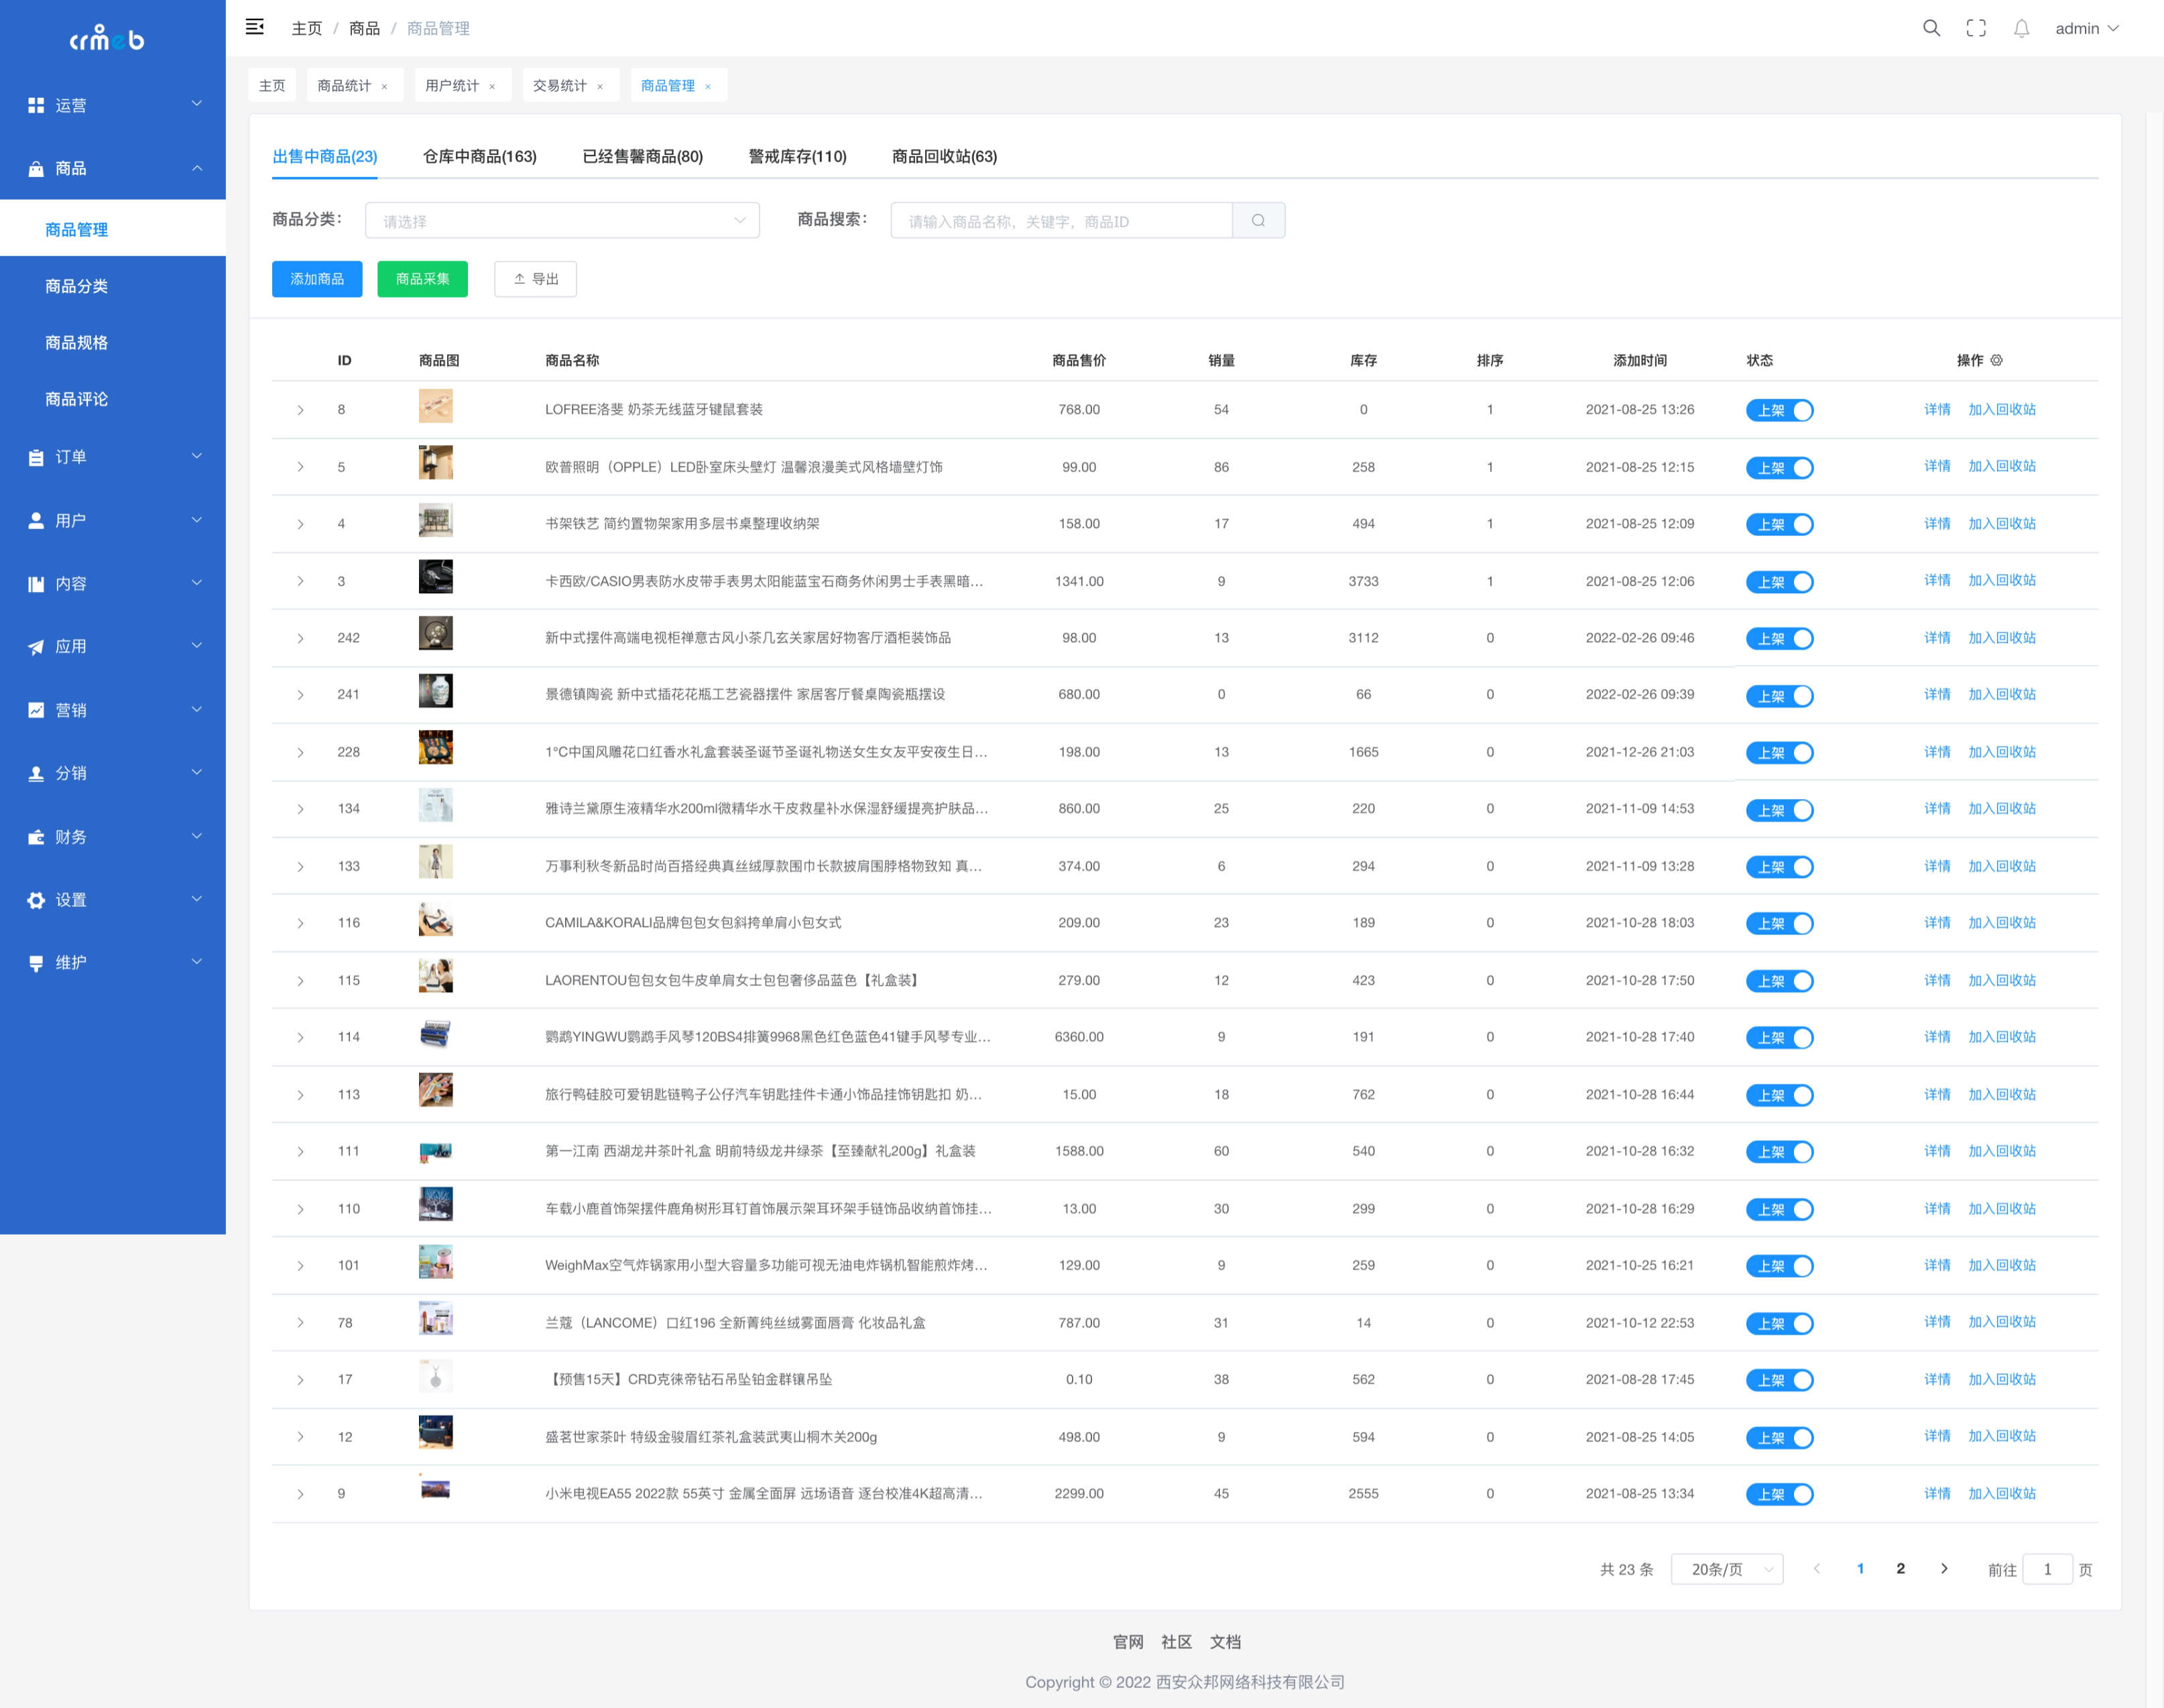 crmeb
主页 / 商品 / 商品管理
admin
主页 商品统计 × 用户统计 × 交易统计 × 商品管理 ×
运营
商品
商品管理
商品分类
商品规格
商品评论
订单
用户
内容
应用
营销
分销
财务
设置
维护
出售中商品(23) 仓库中商品(163) 已经售馨商品(80) 警戒库存(110) 商品回收站(63)
商品分类： 请选择 商品搜索： 请输入商品名称，关键字，商品ID
添加商品 商品采集 导出
ID 商品图 商品名称 商品售价 销量 库存 排序 添加时间 状态 操作
8 LOFREE洛斐 奶茶无线蓝牙键鼠套装 768.00 54 0 1 2021-08-25 13:26 上架 详情 加入回收站
5 欧普照明（OPPLE）LED卧室床头壁灯 温馨浪漫美式风格墙壁灯饰 99.00 86 258 1 2021-08-25 12:15 上架 详情 加入回收站
4 书架铁艺 简约置物架家用多层书桌整理收纳架 158.00 17 494 1 2021-08-25 12:09 上架 详情 加入回收站
3 卡西欧/CASIO男表防水皮带手表男太阳能蓝宝石商务休闲男士手表黑暗... 1341.00 9 3733 1 2021-08-25 12:06 上架 详情 加入回收站
242 新中式摆件高端电视柜禅意古风小茶几玄关家居好物客厅酒柜装饰品 98.00 13 3112 0 2022-02-26 09:46 上架 详情 加入回收站
241 景德镇陶瓷 新中式插花花瓶工艺瓷器摆件 家居客厅餐桌陶瓷瓶摆设 680.00 0 66 0 2022-02-26 09:39 上架 详情 加入回收站
228 1℃中国风雕花口红香水礼盒套装圣诞节圣诞礼物送女生女友平安夜生日... 198.00 13 1665 0 2021-12-26 21:03 上架 详情 加入回收站
134 雅诗兰黛原生液精华水200ml微精华水干皮救星补水保湿舒缓提亮护肤品... 860.00 25 220 0 2021-11-09 14:53 上架 详情 加入回收站
133 万事利秋冬新品时尚百搭经典真丝绒厚款围巾长款披肩围脖格物致知 真... 374.00 6 294 0 2021-11-09 13:28 上架 详情 加入回收站
116 CAMILA&KORALI品牌包包女包斜挎单肩小包女式 209.00 23 189 0 2021-10-28 18:03 上架 详情 加入回收站
115 LAORENTOU包包女包牛皮单肩女士包包奢侈品蓝色【礼盒装】 279.00 12 423 0 2021-10-28 17:50 上架 详情 加入回收站
114 鹦鹉YINGWU鹦鹉手风琴120BS4排簧9968黑色红色蓝色41键手风琴专业... 6360.00 9 191 0 2021-10-28 17:40 上架 详情 加入回收站
113 旅行鸭硅胶可爱钥匙链鸭子公仔汽车钥匙挂件卡通小饰品挂饰钥匙扣 奶... 15.00 18 762 0 2021-10-28 16:44 上架 详情 加入回收站
111 第一江南 西湖龙井茶叶礼盒 明前特级龙井绿茶【至臻献礼200g】礼盒装 1588.00 60 540 0 2021-10-28 16:32 上架 详情 加入回收站
110 车载小鹿首饰架摆件鹿角树形耳钉首饰展示架耳环架手链饰品收纳首饰挂... 13.00 30 299 0 2021-10-28 16:29 上架 详情 加入回收站
101 WeighMax空气炸锅家用小型大容量多功能可视无油电炸锅机智能煎炸烤... 129.00 9 259 0 2021-10-25 16:21 上架 详情 加入回收站
78 兰蔻（LANCOME）口红196 全新菁纯丝绒雾面唇膏 化妆品礼盒 787.00 31 14 0 2021-10-12 22:53 上架 详情 加入回收站
17 【预售15天】CRD克徕帝钻石吊坠铂金群镶吊坠 0.10 38 562 0 2021-08-28 17:45 上架 详情 加入回收站
12 盛茗世家茶叶 特级金骏眉红茶礼盒装武夷山桐木关200g 498.00 9 594 0 2021-08-25 14:05 上架 详情 加入回收站
9 小米电视EA55 2022款 55英寸 金属全面屏 远场语音 逐台校准4K超高清... 2299.00 45 2555 0 2021-08-25 13:34 上架 详情 加入回收站
共 23 条 20条/页 1 2 前往 1 页
官网 社区 文档
Copyright © 2022 西安众邦网络科技有限公司